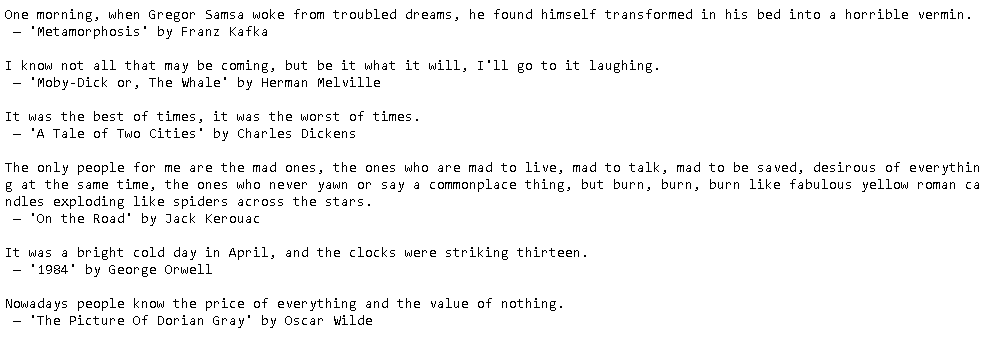 One morning, when Gregor Samsa woke from troubled dreams, he found himself transformed in his bed into a horrible vermin.
— 'Metamorphosis' by Franz Kafka
I know not all that may be coming, but be it what it will, I'll go to it laughing.
— 'Moby-Dick or, The Whale' by Herman Melville
It was the best of times, it was the worst of times.
— 'A Tale of Two Cities' by Charles Dickens
The only people for me are the mad ones, the ones who are mad to live, mad to talk, mad to be saved, desirous of everythin
g at the same time, the ones who never yawn or say a commonplace thing, but burn, burn, burn like fabulous yellow roman ca
ndles exploding like spiders across the stars.
— 'On the Road' by Jack Kerouac
It was a bright cold day in April, and the clocks were striking thirteen.
— '1984' by George Orwell
Nowadays people know the price of everything and the value of nothing.
— 'The Picture Of Dorian Gray' by Oscar Wilde